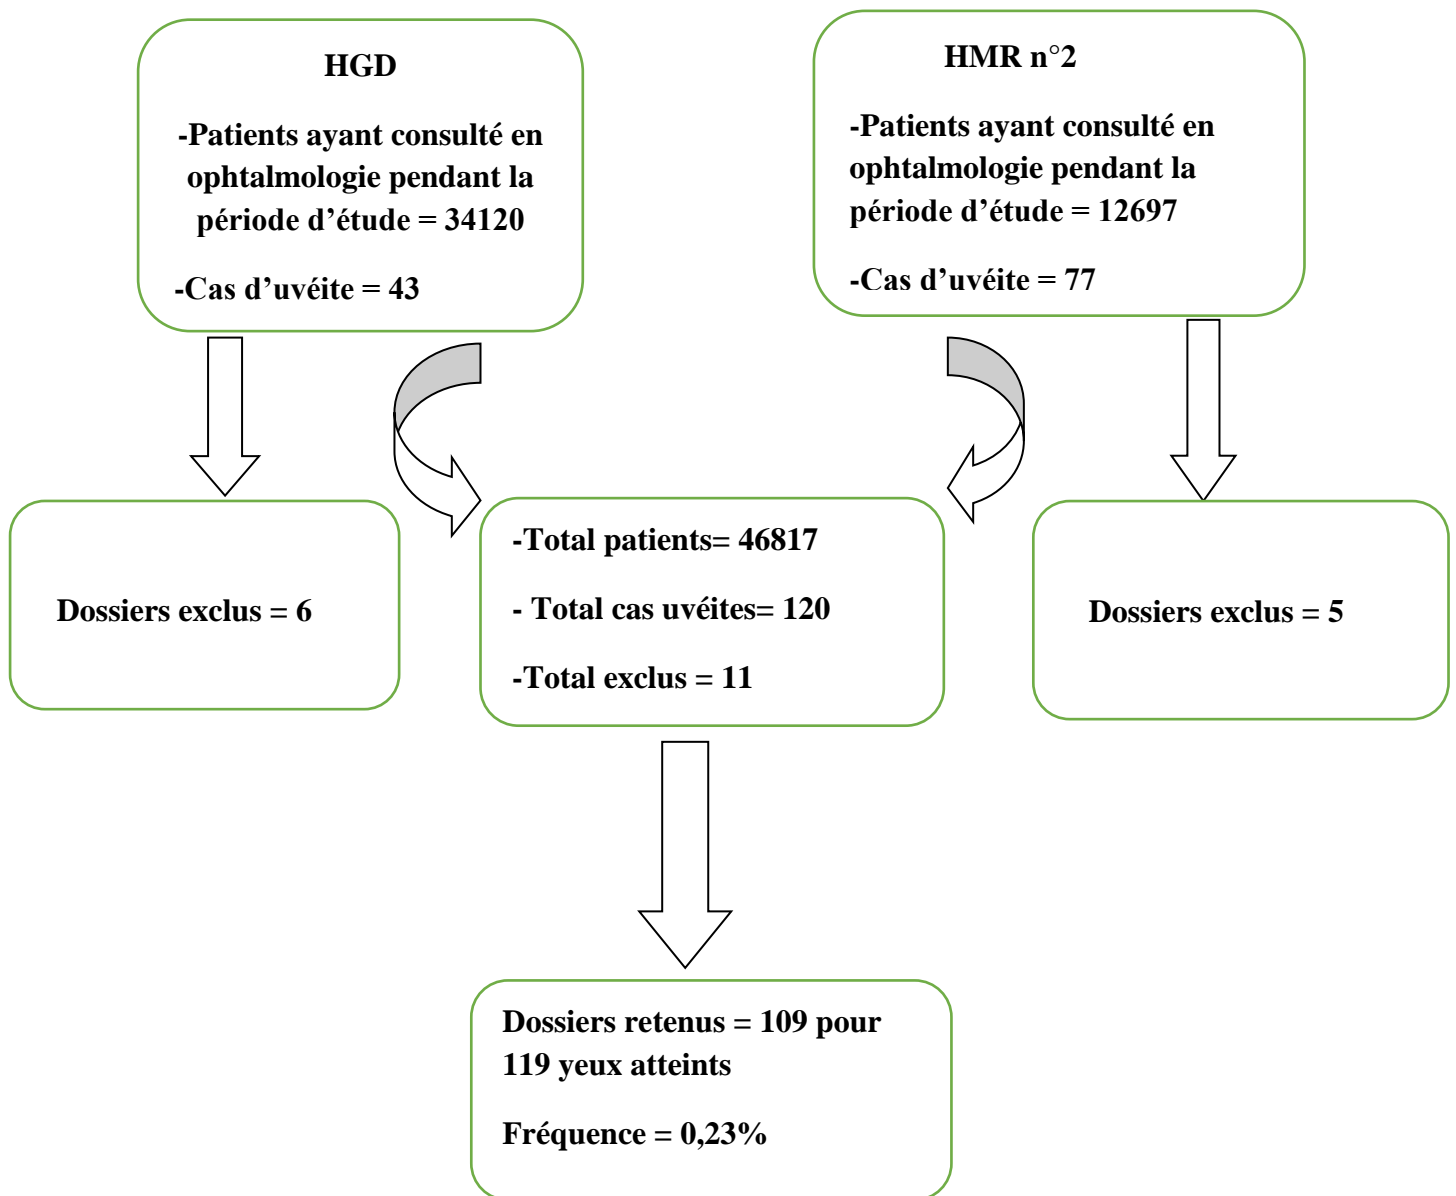 HGD
-Patients ayant consulté en
ophtalmologie pendant la
période d’étude = 34120
-Cas d’uvéite = 43
HMR n°2
-Patients ayant consulté en
ophtalmologie pendant la
période d’étude = 12697
-Cas d’uvéite = 77
Dossiers exclus = 6
-Total patients= 46817
- Total cas uvéites= 120
-Total exclus = 11
Dossiers exclus = 5
Dossiers retenus = 109 pour
119 yeux atteints
Fréquence = 0,23%